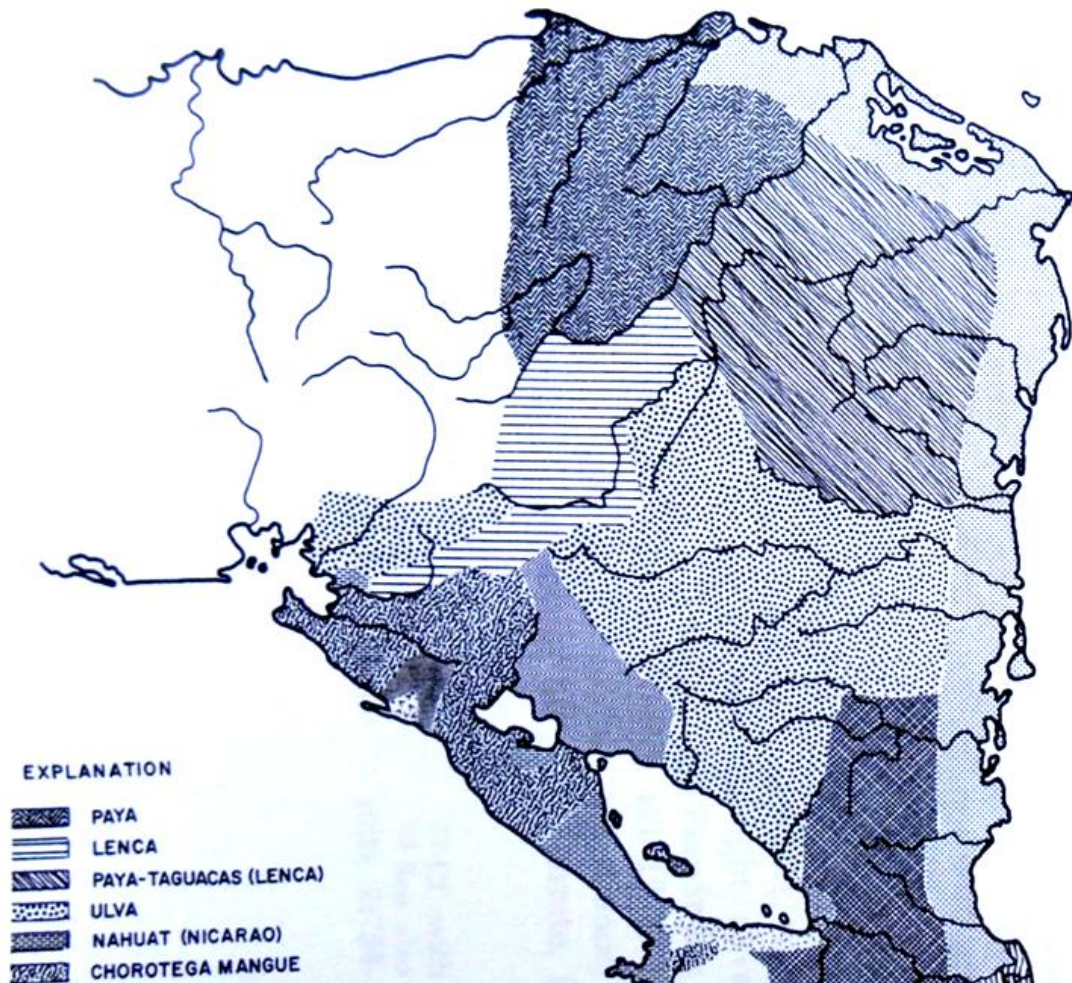 EXPLANATION
PAYA
LENCA
PAYA-TAGUACAS (LENCA)
ULVA
NAHUAT (NICARAO)
CHOROTEGA MANGUE